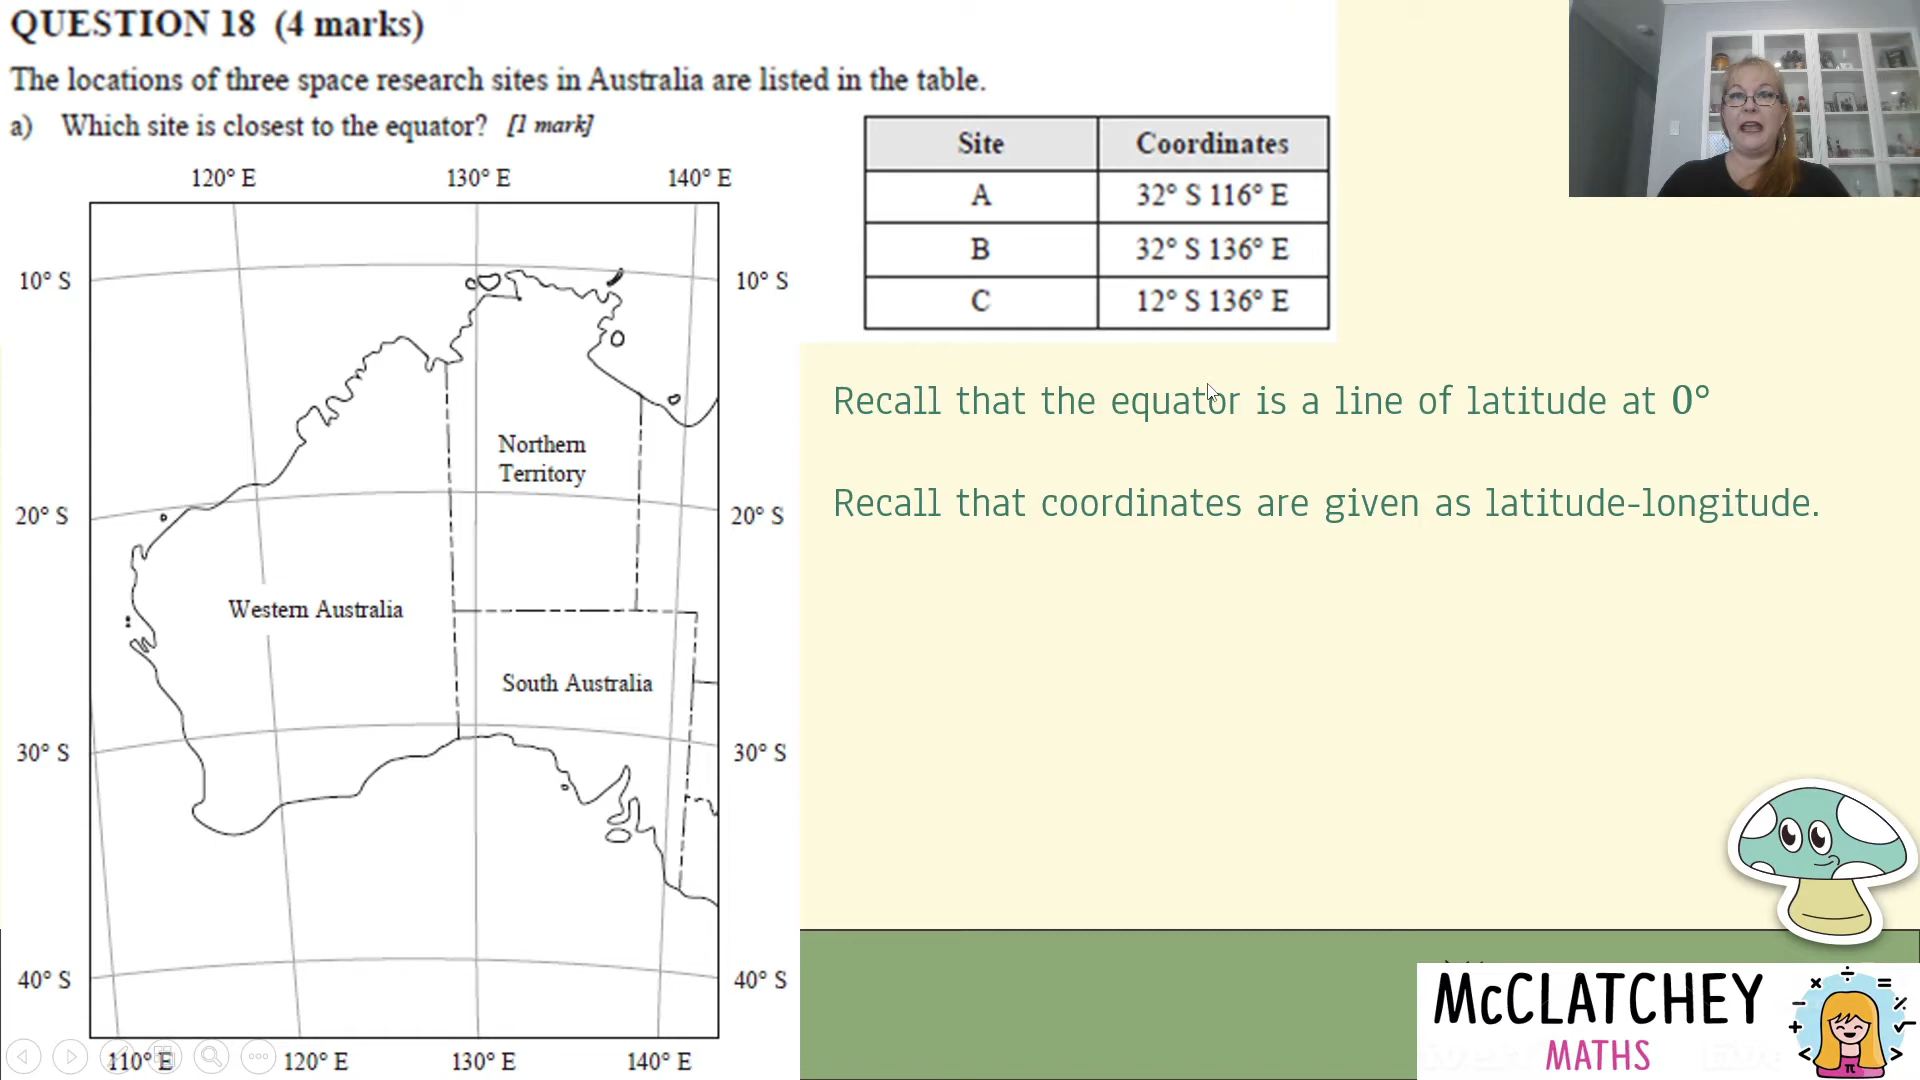 QUESTION 18 (4 marks)
The locations of three space research sites in Australia are listed in the table.
a) Which site is closest to the equator? [1 mark]
Site Coordinates
A 32° S 116° E
B 32° S 136° E
C 12° S 136° E
120° E 130° E 140° E
10° S 10° S
Northern
Territory
20° S 20° S
Western Australia
South Australia
30° S 30° S
40° S 40° S
110° E 120° E 130° E 140° E
Recall that the equator is a line of latitude at 0°
Recall that coordinates are given as latitude-longitude.
McCLATCHEY
MATHS